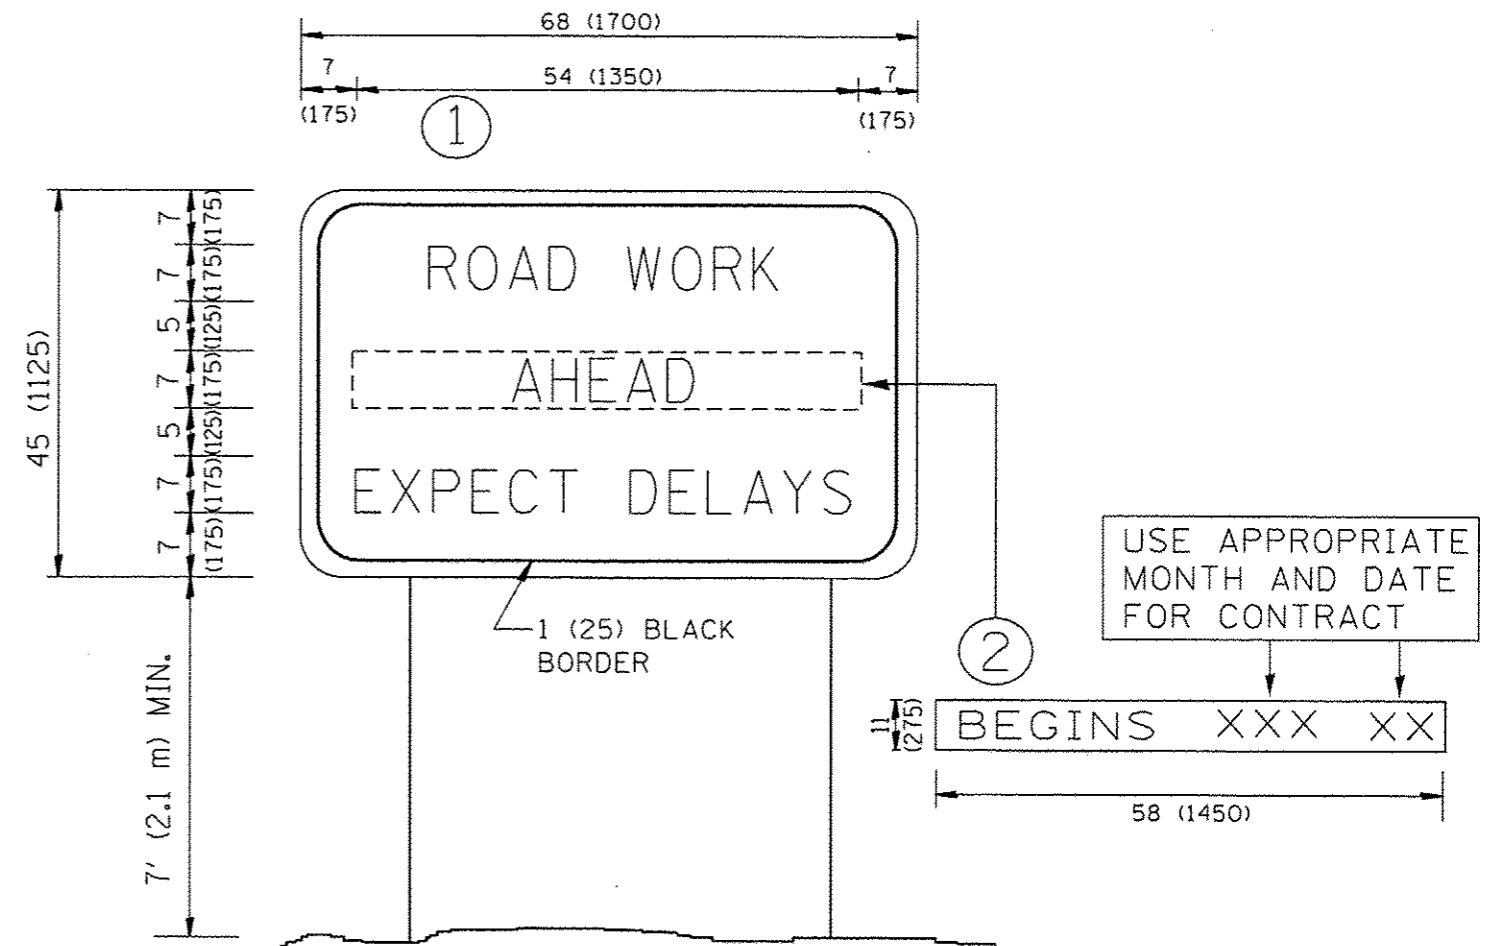 68 (1700)
7 54 (1350) 7
(175) (175)
1
45 (1125)
7 (175)
7 (175)
5 (125)
7 (175)
5 (125)
7 (175)
7 (175)
ROAD WORK
AHEAD
EXPECT DELAYS
1 (25) BLACK
BORDER
7' (2.1 m) MIN.
2
USE APPROPRIATE
MONTH AND DATE
FOR CONTRACT
11
(275)
BEGINS XXX XX
58 (1450)